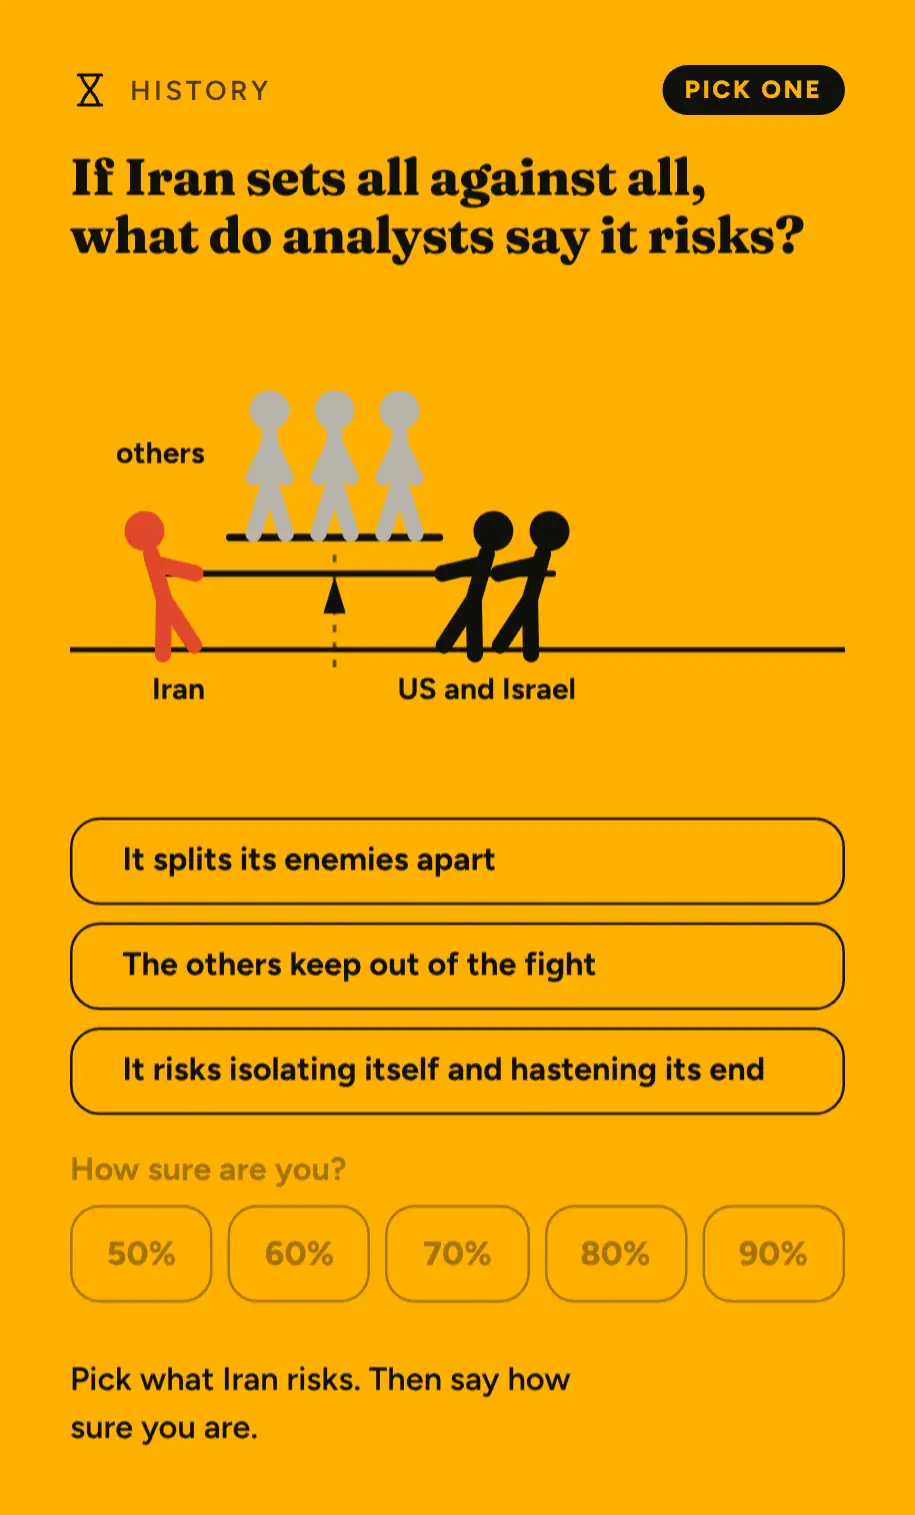 HISTORY
PICK ONE
If Iran sets all against all,
what do analysts say it risks?
others
Iran
US and Israel
It splits its enemies apart
The others keep out of the fight
It risks isolating itself and hastening its end
How sure are you?
50% 60% 70% 80% 90%
Pick what Iran risks. Then say how
sure you are.